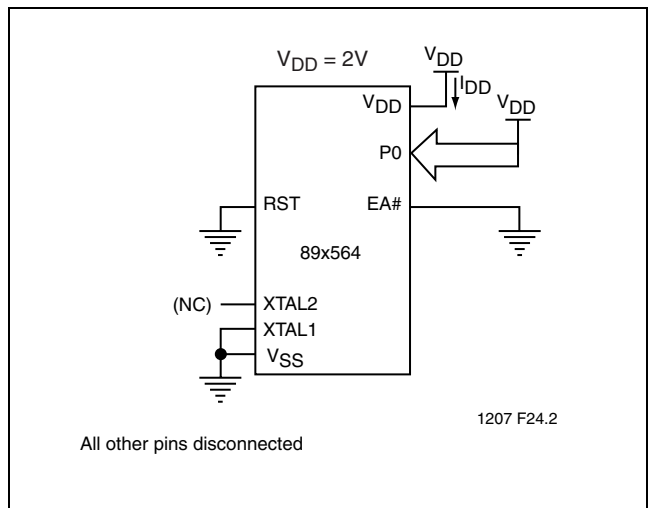 VDD = 2V
VDD
IDD
VDD
VDD
P0
RST
EA#
89x564
(NC)
XTAL2
XTAL1
VSS
1207 F24.2
All other pins disconnected